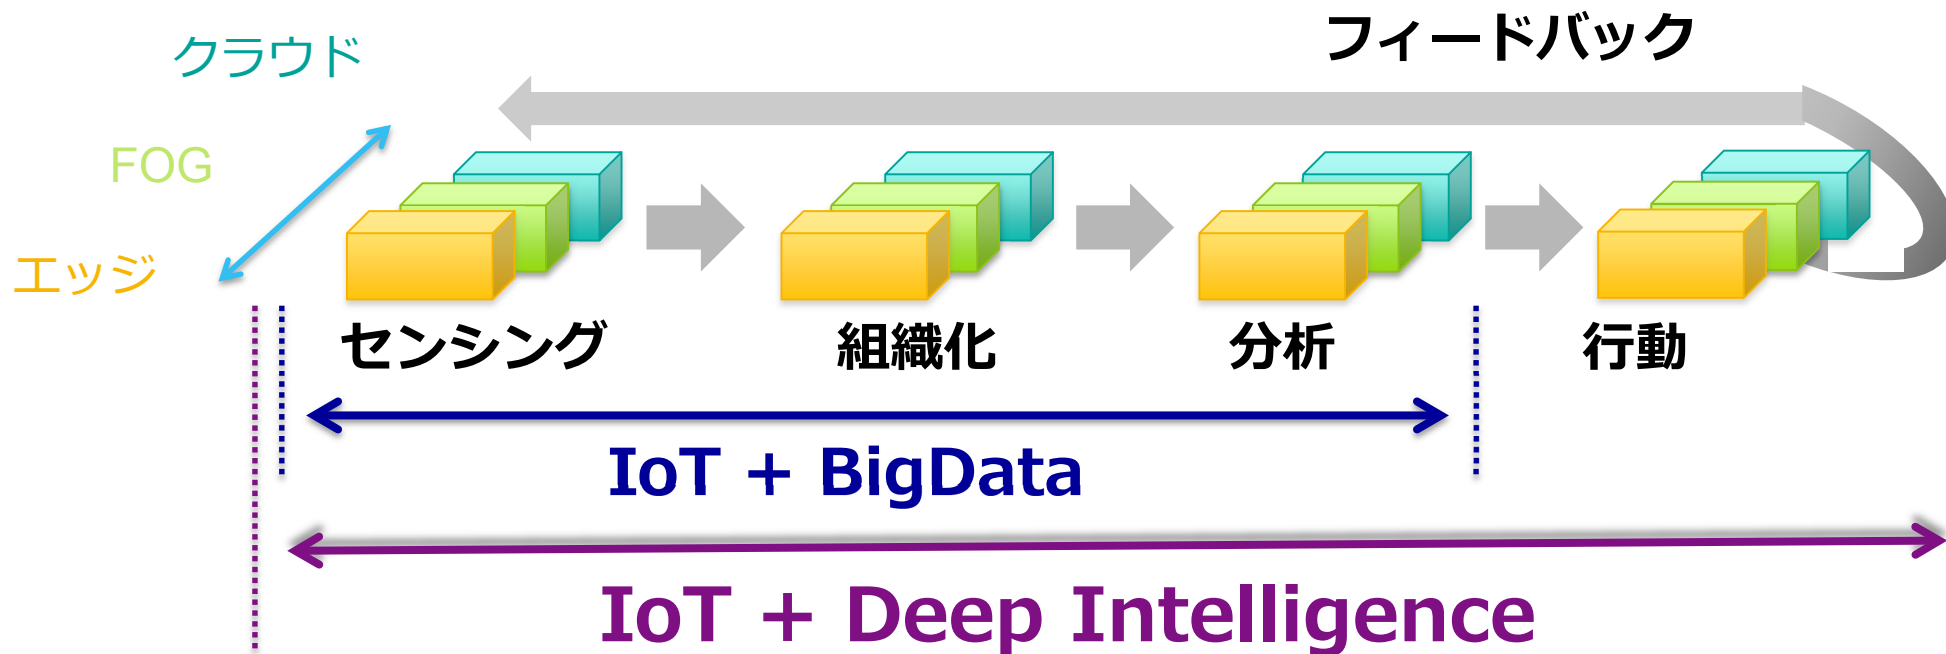 フィードバック
クラウド
FOG
エッジ
センシング
組織化
分析
行動
IoT + BigData
IoT + Deep Intelligence